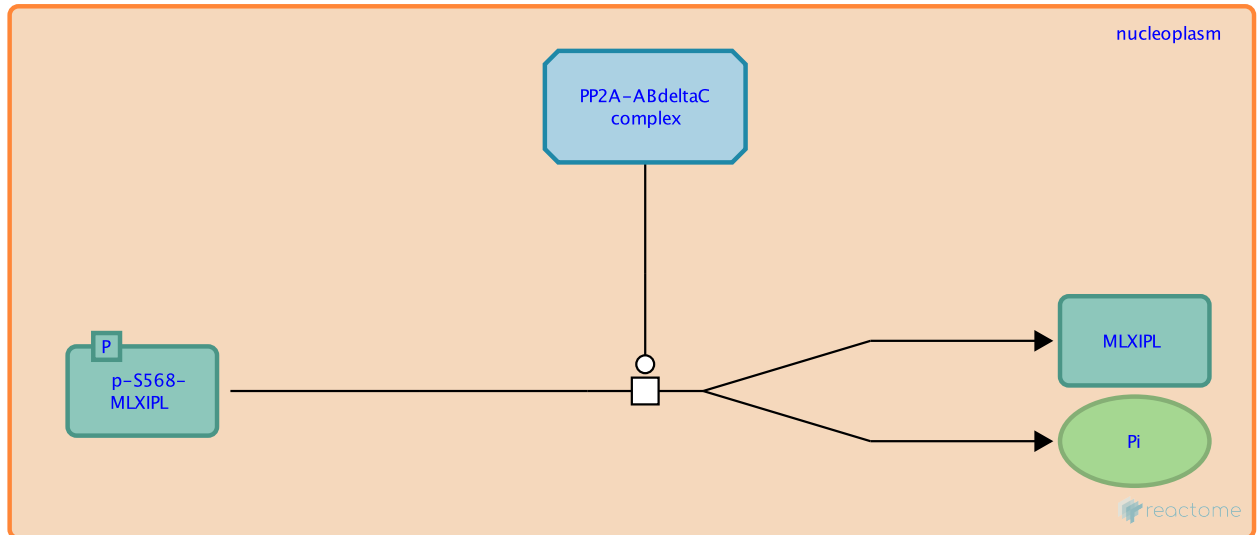 nucleoplasm
PP2A-ABdeltaC
complex
P
p-S568-
MLXIPL
MLXIPL
Pi
reactome